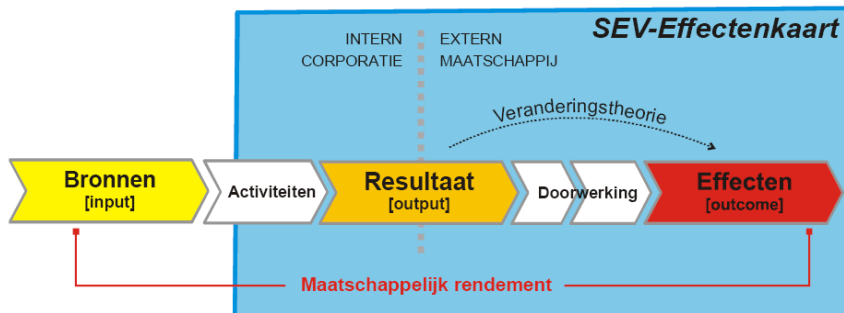 SEV-Effectenkaart
INTERN EXTERN
CORPORATIE MAATSCHAPPIJ
Veranderingstheorie
Bronnen
[input]
Activiteiten
Resultaat
[output]
Doorwerking
Effecten
[outcome]
Maatschappelijk rendement